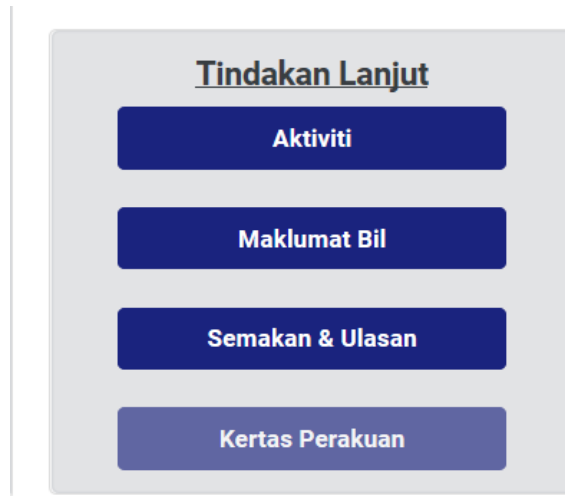 Tindakan Lanjut
Aktiviti
Maklumat Bil
Semakan & Ulasan
Kertas Perakuan